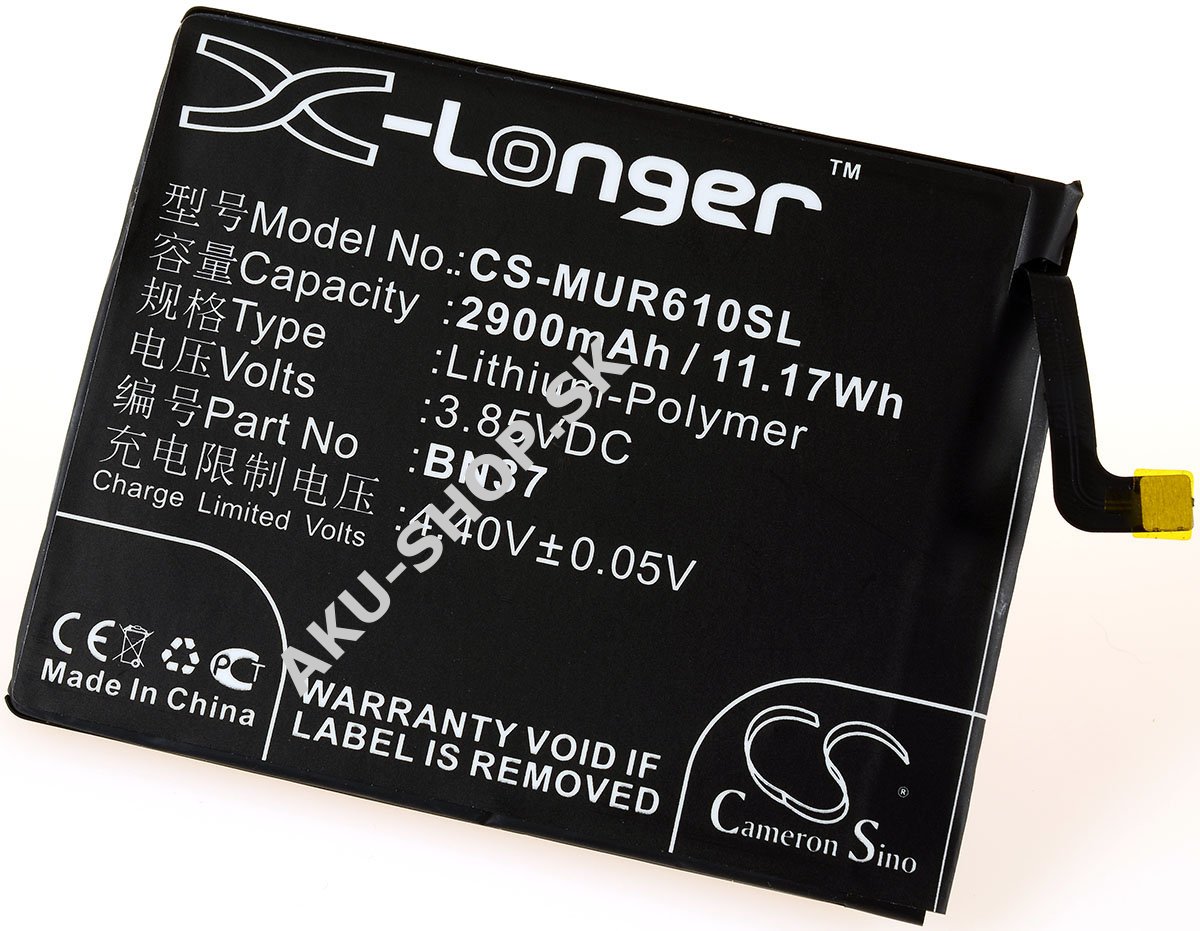 X-Longer™
型号Model No.:CS-MUR610SL
容量Capacity :2900mAh / 11.17Wh
规格Type :Lithium-Polymer
电压Volts :3.85VDC
编号Part No :BN37
充电限制电压 :4.40V±0.05V
Charge Limited Volts
AKU-SHOP.SK
CE PCT
Made In China
WARRANTY VOID IF
LABEL IS REMOVED
CS®
Cameron Sino